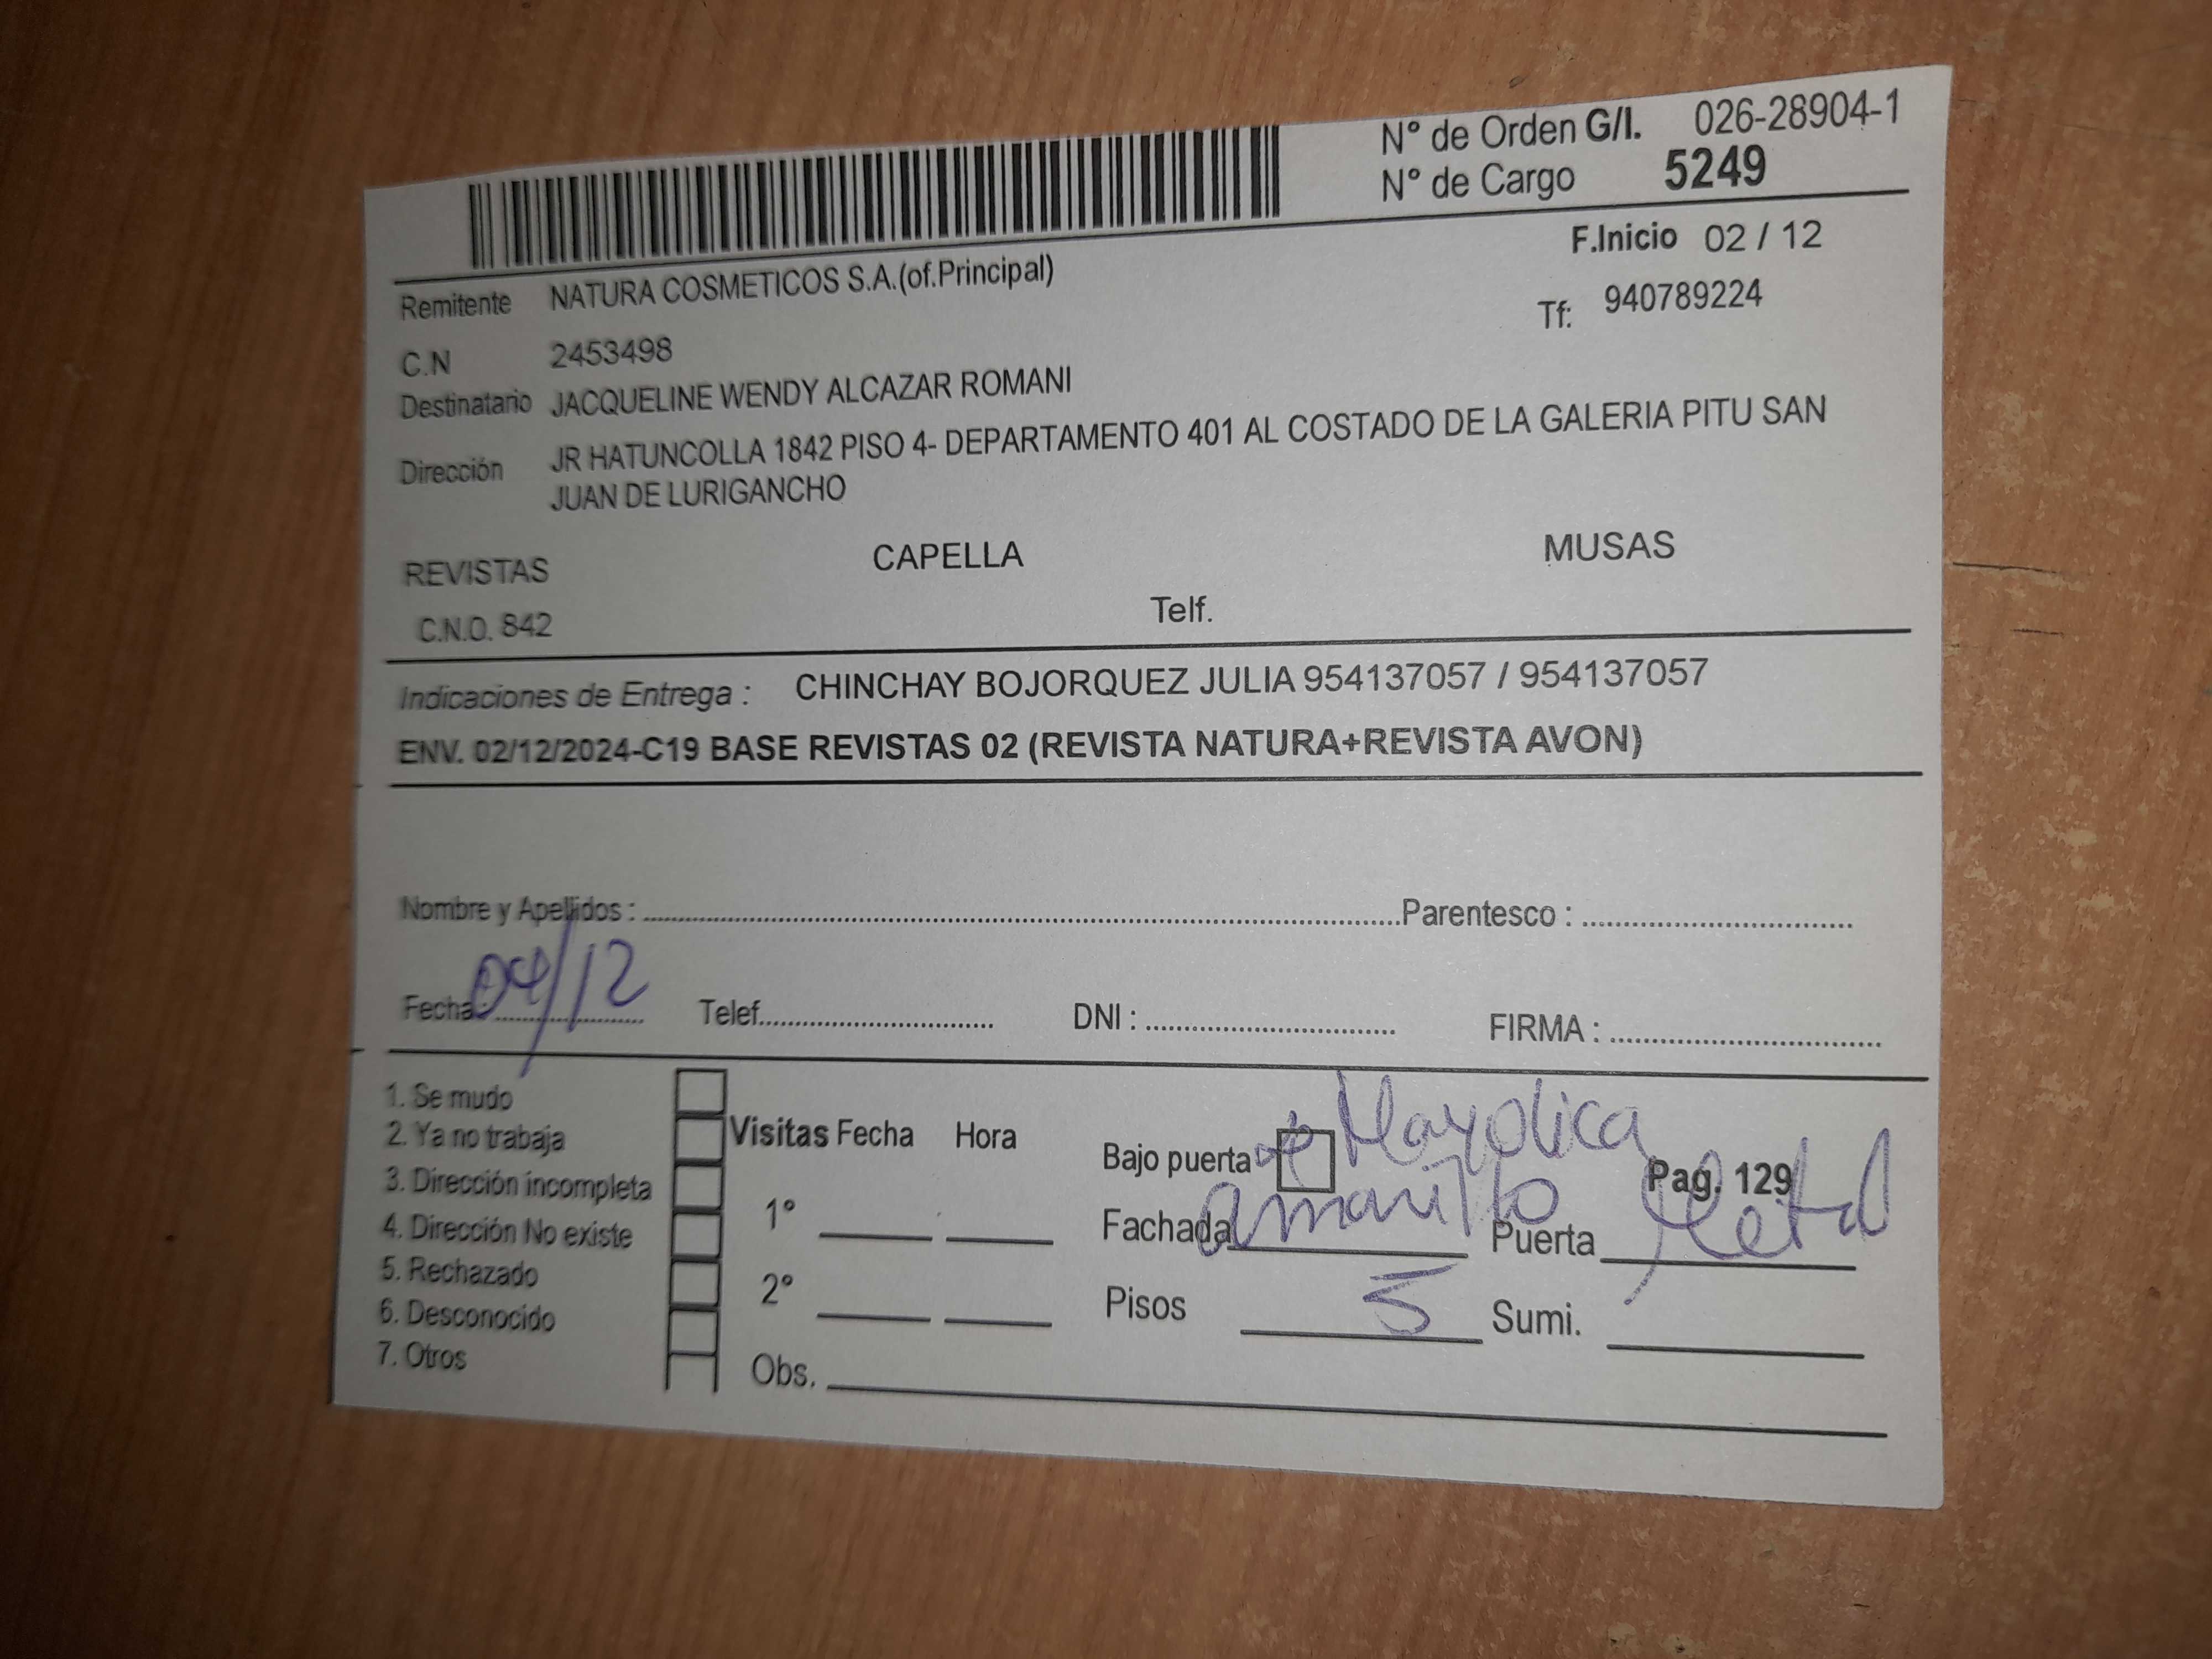 N° de Orden G/I. 026-28904-1
N° de Cargo 5249
F.Inicio 02 / 12
Remitente NATURA COSMETICOS S.A.(of.Principal)
Tf: 940789224
C.N 2453498
Destinatario JACQUELINE WENDY ALCAZAR ROMANI
Dirección JR HATUNCOLLA 1842 PISO 4- DEPARTAMENTO 401 AL COSTADO DE LA GALERIA PITU SAN
JUAN DE LURIGANCHO
REVISTAS CAPELLA MUSAS
C.N.O. 842 Telf.
Indicaciones de Entrega : CHINCHAY BOJORQUEZ JULIA 954137057 / 954137057
ENV. 02/12/2024-C19 BASE REVISTAS 02 (REVISTA NATURA+REVISTA AVON)
Nombre y Apellidos : Parentesco :
Fecha: 04/12 Telef. DNI : FIRMA :
1. Se mudo
2. Ya no trabaja
3. Dirección incompleta
4. Dirección No existe
5. Rechazado
6. Desconocido
7. Otros
Visitas Fecha Hora
1°
2°
Obs.
Bajo puerta Mayolica
Pag. 129
Fachada amarillo Puerta Metal
Pisos 5 Sumi.